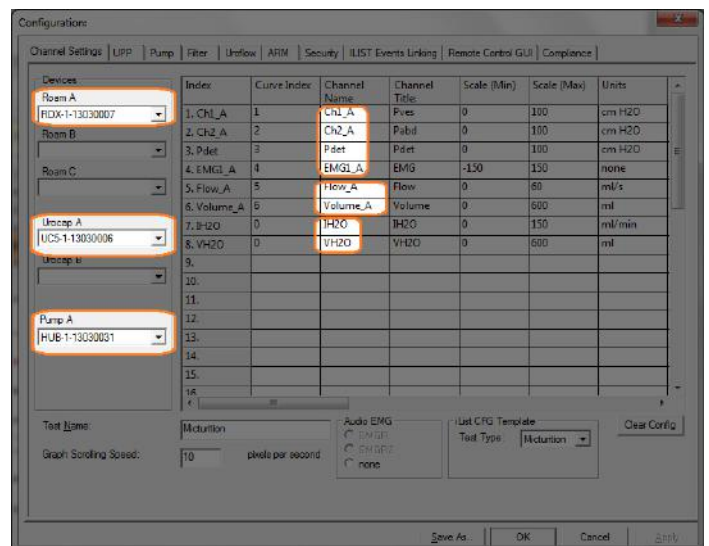 Configuration:
Channel Settings UPP Pump Filter Uroflow ARM Security ILIST Events Linking Remote Control GUI Compliance
Devices
Roam A
RDX-1-13030007
Roam B
Roam C
Urocap A
UC5-1-13030006
Urocap B
Pump A
HUB-1-13030031
Index Curve Index Channel Name Channel Title Scale (Min) Scale (Max) Units
1. Ch1_A 1 Ch1_A Pves 0 100 cm H2O
2. Ch2_A 2 Ch2_A Pabd 0 100 cm H2O
3. Pdet 3 Pdet Pdet 0 100 cm H2O
4. EMG1_A 4 EMG1_A EMG -150 150 none
5. Flow_A 5 Flow_A Flow 0 60 ml/s
6. Volume_A 6 Volume_A Volume 0 600 ml
7. IH2O 0 IH2O IH2O 0 150 ml/min
8. VH2O 0 VH2O VH2O 0 600 ml
9.
10.
11.
12.
13.
14.
15.
16
Test Name: Micturition
Graph Scrolling Speed: 10 pixels per second
Audio EMG
EMG1
EMG2
none
iList CFG Template
Test Type: Micturition
Clear Config
Save As... OK Cancel Apply